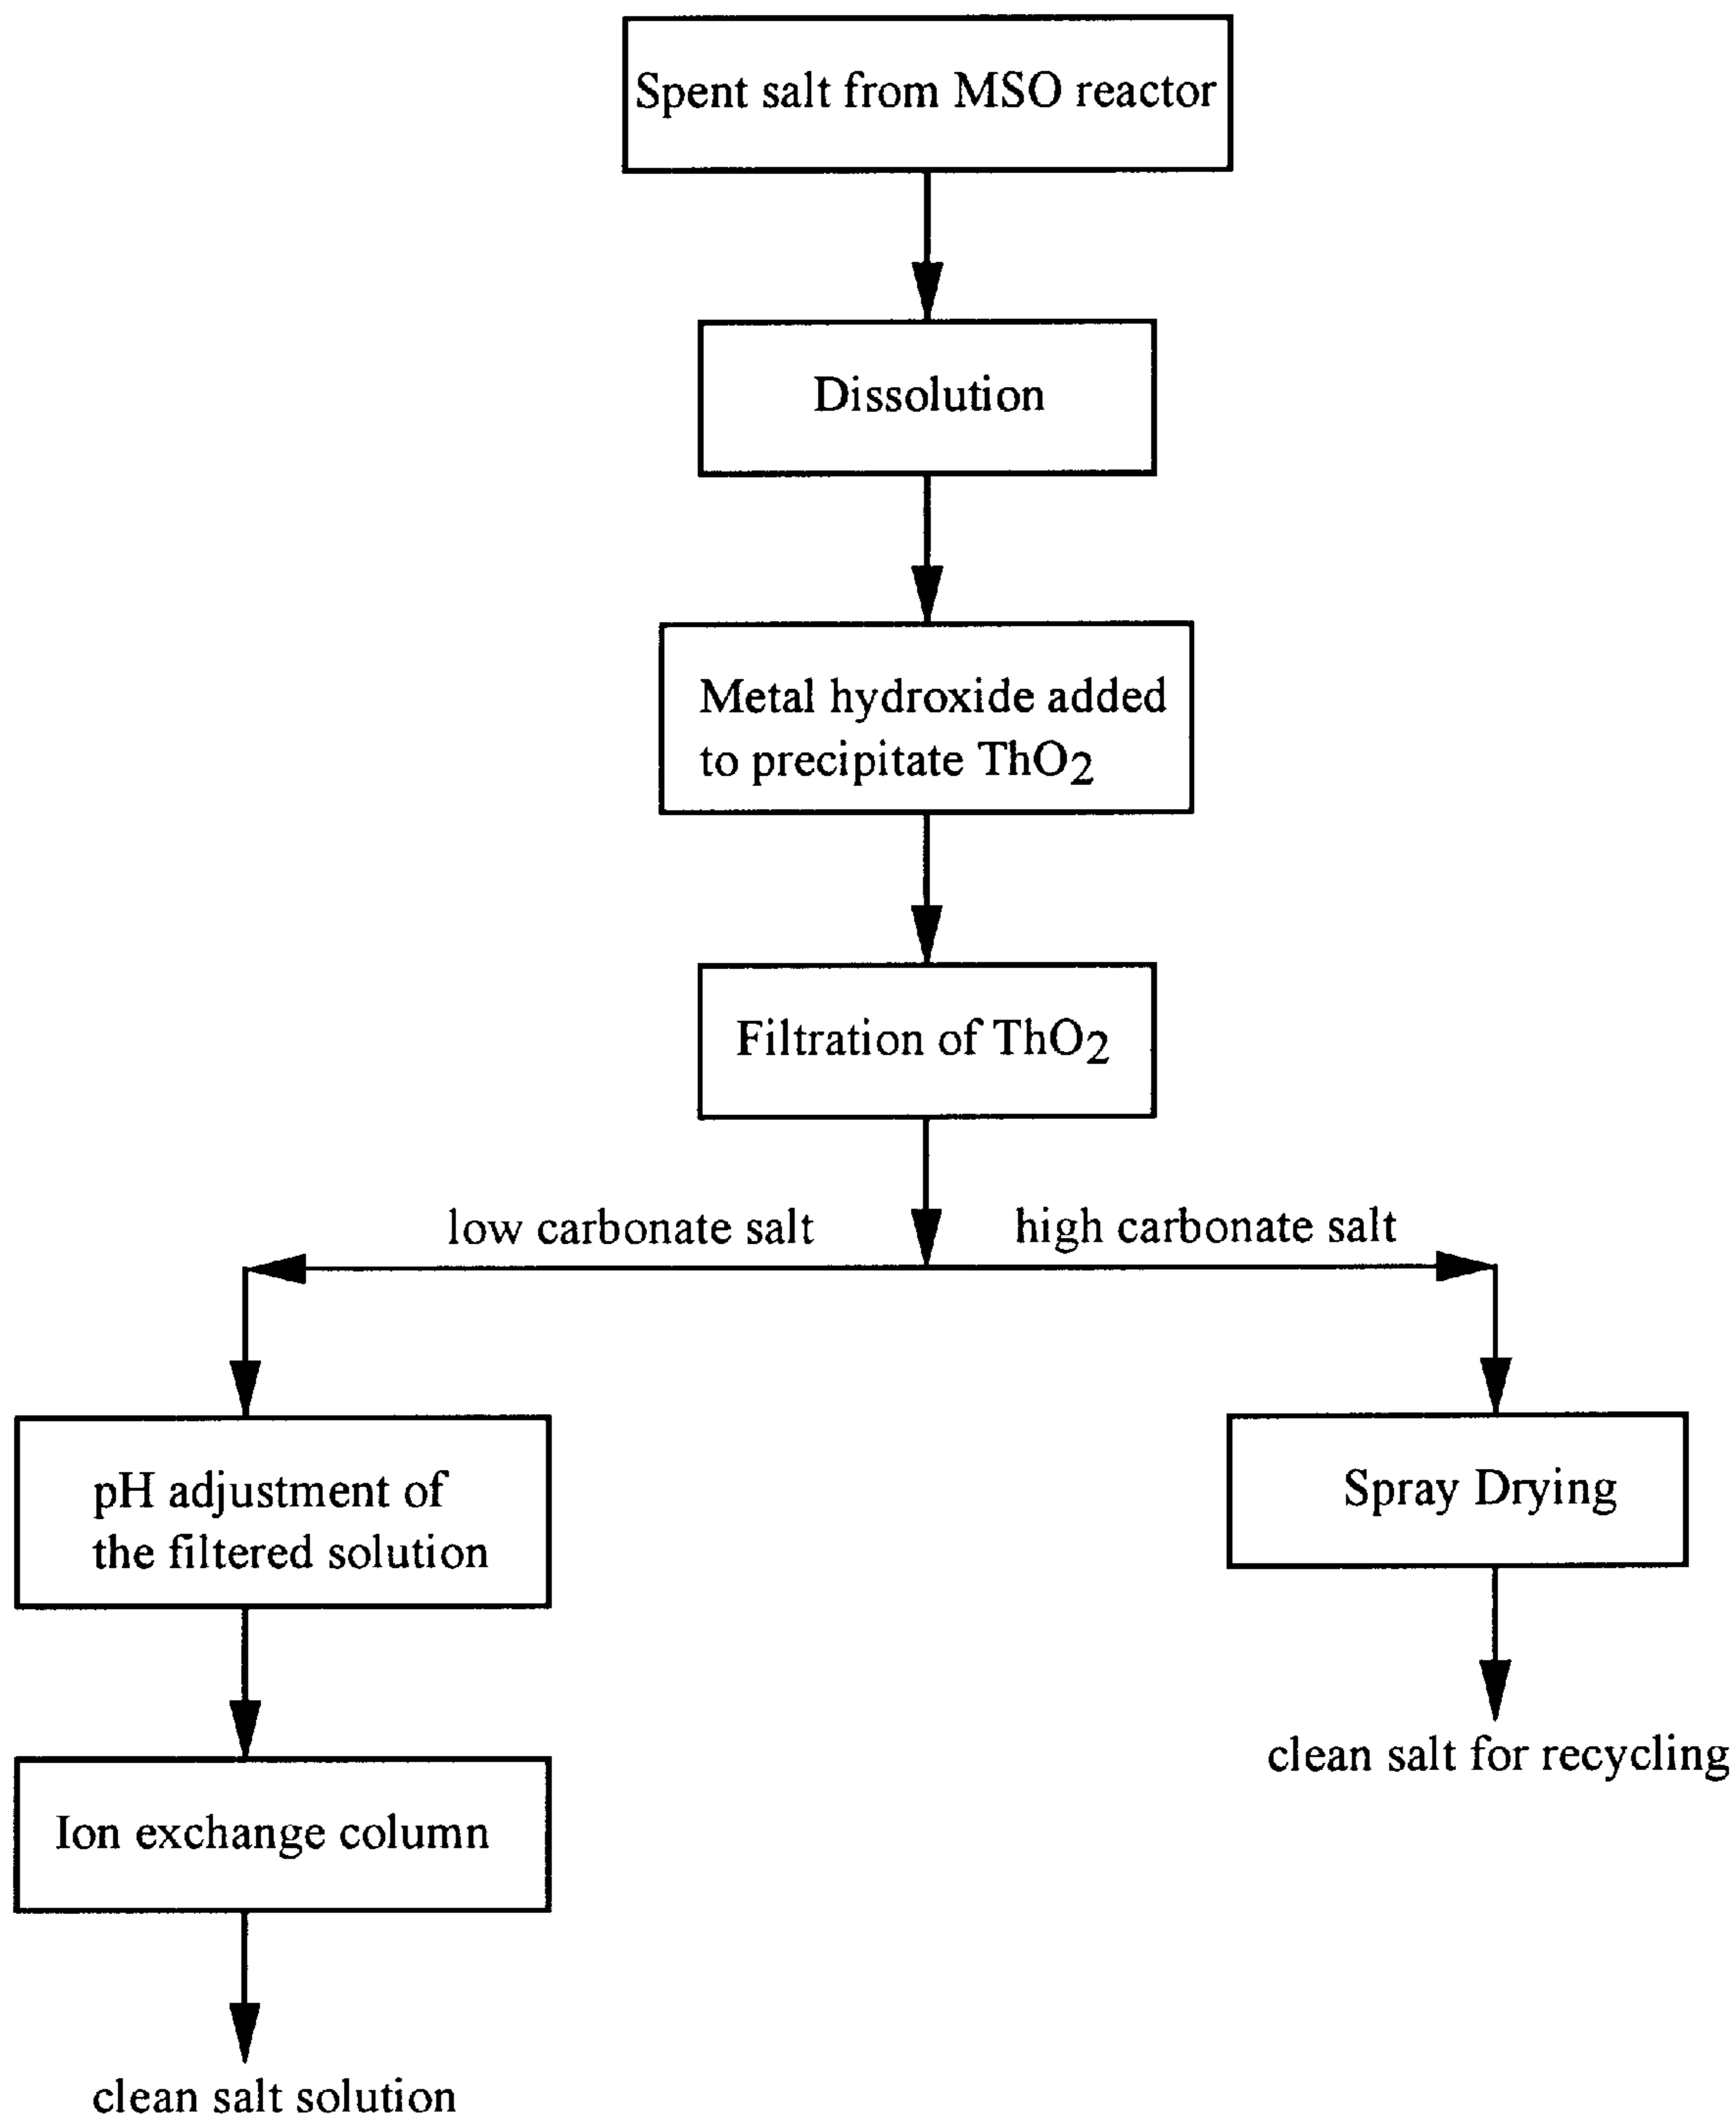 Spent salt from MSO reactor
Dissolution
Metal hydroxide added
to precipitate ThO2
Filtration of ThO2
low carbonate salt
high carbonate salt
pH adjustment of
the filtered solution
Spray Drying
Ion exchange column
clean salt for recycling
clean salt solution